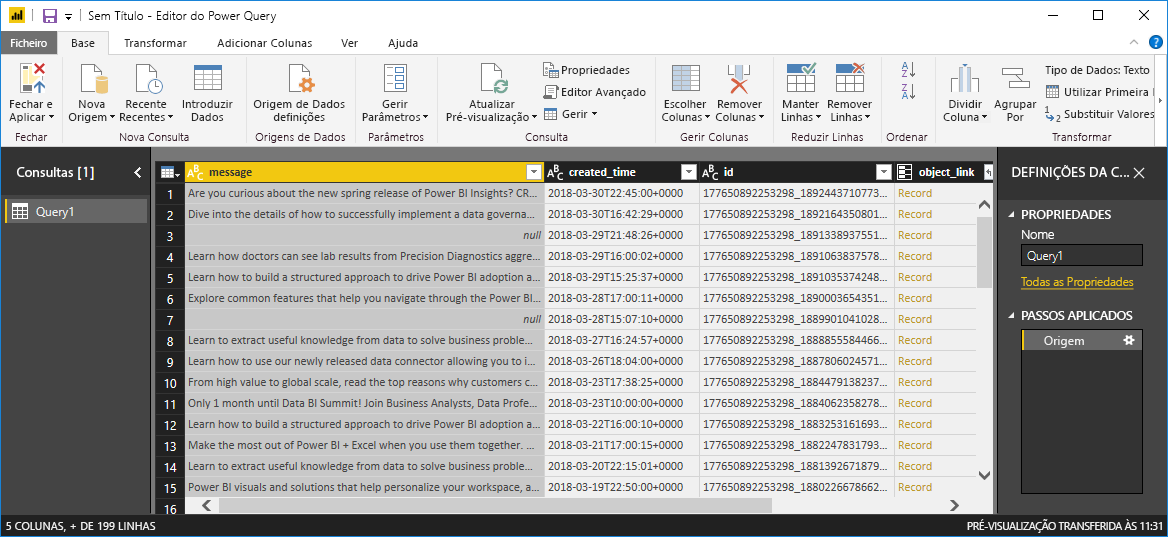 Sem Título - Editor do Power Query
Ficheiro Base Transformar Adicionar Colunas Ver Ajuda
Fechar e Aplicar
Fechar
Nova Origem
Recente Recentes
Introduzir Dados
Nova Consulta
Origem de Dados definições
Origens de Dados
Gerir Parâmetros
Parâmetros
Atualizar Pré-visualização
Propriedades
Editor Avançado
Gerir
Consulta
Escolher Colunas
Remover Colunas
Gerir Colunas
Manter Linhas
Remover Linhas
Reduzir Linhas
A Z
Z A
Ordenar
Dividir Coluna
Agrupar Por
Tipo de Dados: Texto
Utilizar Primeira
1 2 Substituir Valores
Transformar
Consultas [1]
Query1
ABC message ABC created_time ABC id object_link
1 Are you curious about the new spring release of Power BI Insights? CR... 2018-03-30T22:45:00+0000 177650892253298_1892443710773... Record
2 Dive into the details of how to successfully implement a data governa... 2018-03-30T16:42:29+0000 177650892253298_1892164350801... Record
3 null 2018-03-29T21:48:26+0000 177650892253298_1891338937551... Record
4 Learn how doctors can see lab results from Precision Diagnostics aggre... 2018-03-29T16:00:02+0000 177650892253298_1891063837578... Record
5 Learn how to build a structured approach to drive Power BI adoption a... 2018-03-29T15:25:37+0000 177650892253298_1891035374248... Record
6 Explore common features that help you navigate through the Power BI... 2018-03-28T17:00:11+0000 177650892253298_1890003654351... Record
7 null 2018-03-28T15:07:10+0000 177650892253298_1889901041028... Record
8 Learn to extract useful knowledge from data to solve business proble... 2018-03-27T16:24:57+0000 177650892253298_1888855584466... Record
9 Learn how to use our newly released data connector allowing you to i... 2018-03-26T18:04:00+0000 177650892253298_1887806024571... Record
10 From high value to global scale, read the top reasons why customers c... 2018-03-23T17:38:25+0000 177650892253298_1884479138237... Record
11 Only 1 month until Data BI Summit! Join Business Analysts, Data Profe... 2018-03-23T10:00:00+0000 177650892253298_1884062358278... Record
12 Learn how to build a structured approach to drive Power BI adoption a... 2018-03-22T16:00:10+0000 177650892253298_1883253161693... Record
13 Make the most out of Power BI + Excel when you use them together. 2018-03-21T17:00:15+0000 177650892253298_1882247831793... Record
14 Learn to extract useful knowledge from data to solve business proble... 2018-03-20T22:15:01+0000 177650892253298_1881392671879... Record
15 Power BI visuals and solutions that help personalize your workspace, a... 2018-03-19T22:50:00+0000 177650892253298_1880226678662... Record
16
DEFINIÇÕES DA C...
PROPRIEDADES
Nome
Query1
Todas as Propriedades
PASSOS APLICADOS
Origem
5 COLUNAS, + DE 199 LINHAS
PRÉ-VISUALIZAÇÃO TRANSFERIDA ÀS 11:31